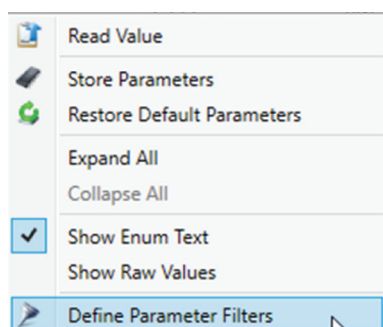 Read Value
Store Parameters
Restore Default Parameters
Expand All
Collapse All
Show Enum Text
Show Raw Values
Define Parameter Filters